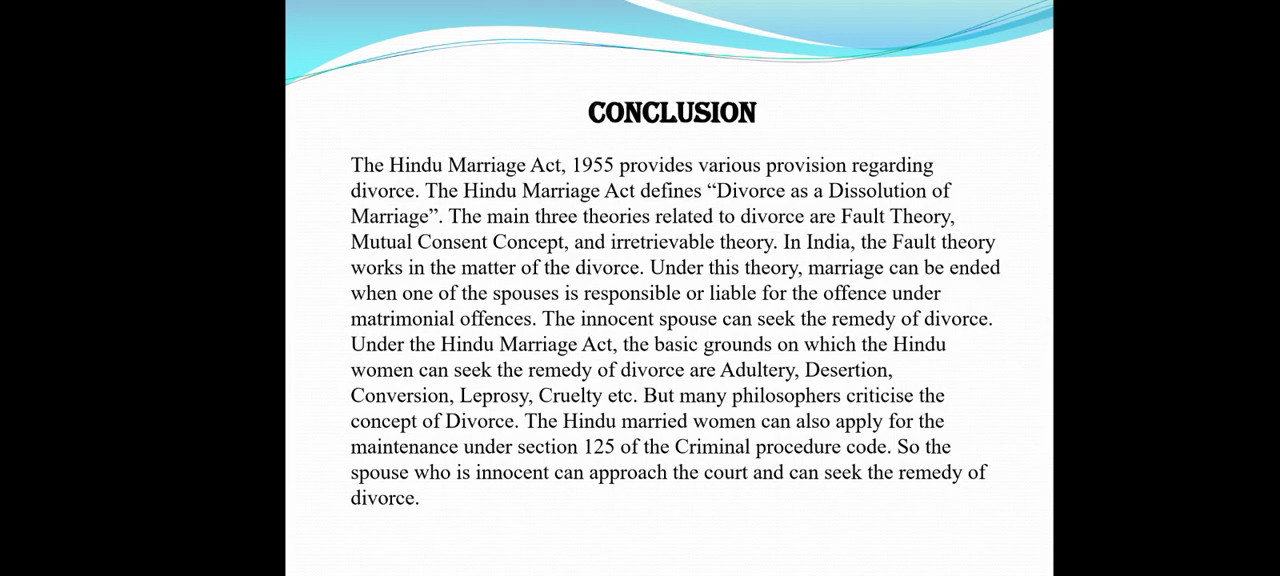 CONCLUSION
The Hindu Marriage Act, 1955 provides various provision regarding
divorce. The Hindu Marriage Act defines “Divorce as a Dissolution of
Marriage”. The main three theories related to divorce are Fault Theory,
Mutual Consent Concept, and irretrievable theory. In India, the Fault theory
works in the matter of the divorce. Under this theory, marriage can be ended
when one of the spouses is responsible or liable for the offence under
matrimonial offences. The innocent spouse can seek the remedy of divorce.
Under the Hindu Marriage Act, the basic grounds on which the Hindu
women can seek the remedy of divorce are Adultery, Desertion,
Conversion, Leprosy, Cruelty etc. But many philosophers criticise the
concept of Divorce. The Hindu married women can also apply for the
maintenance under section 125 of the Criminal procedure code. So the
spouse who is innocent can approach the court and can seek the remedy of
divorce.